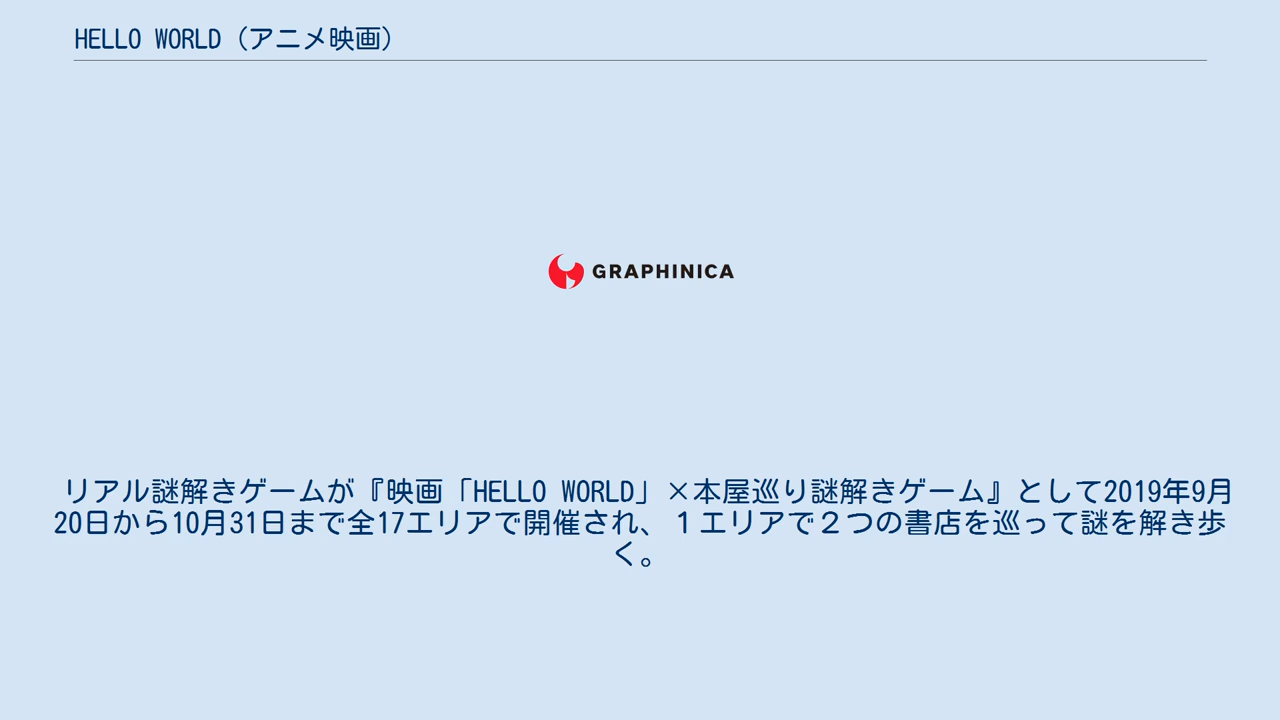 HELLO WORLD（アニメ映画）
GRAPHINICA
リアル謎解きゲームが『映画「HELLO WORLD」×本屋巡り謎解きゲーム』として2019年9月
20日から10月31日まで全17エリアで開催され、１エリアで２つの書店を巡って謎を解き歩
く。